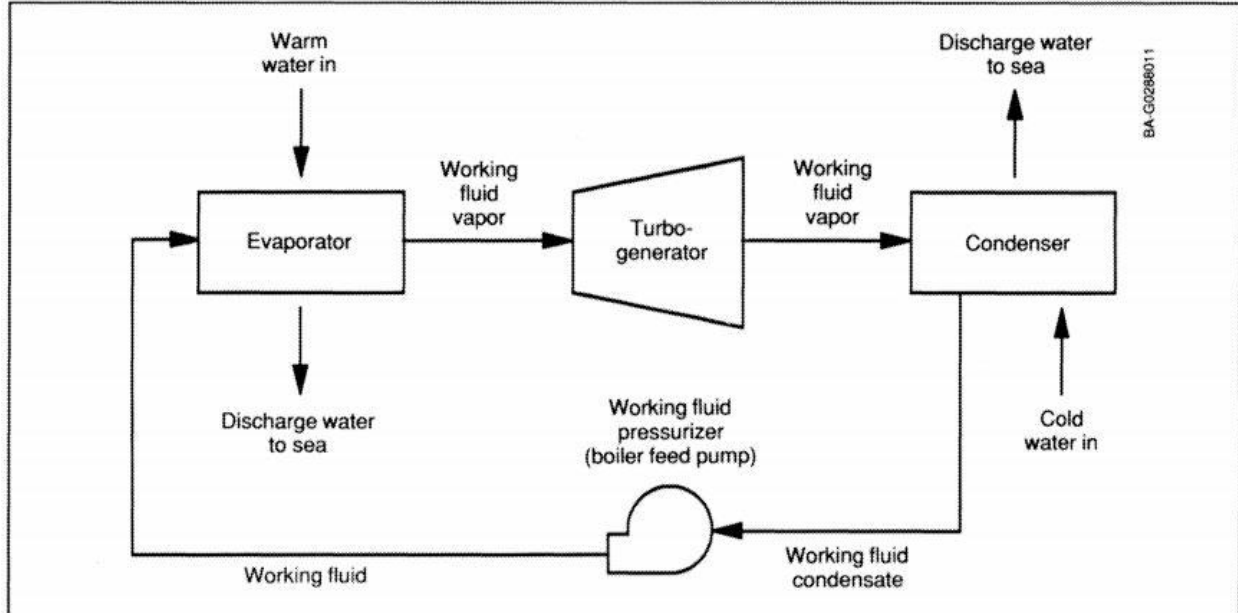 Warm
water in
Discharge water
to sea
BA-G0288011
Working
fluid
vapor
Working
fluid
vapor
Evaporator
Turbo-
generator
Condenser
Discharge water
to sea
Working fluid
pressurizer
(boiler feed pump)
Cold
water in
Working fluid
Working fluid
condensate